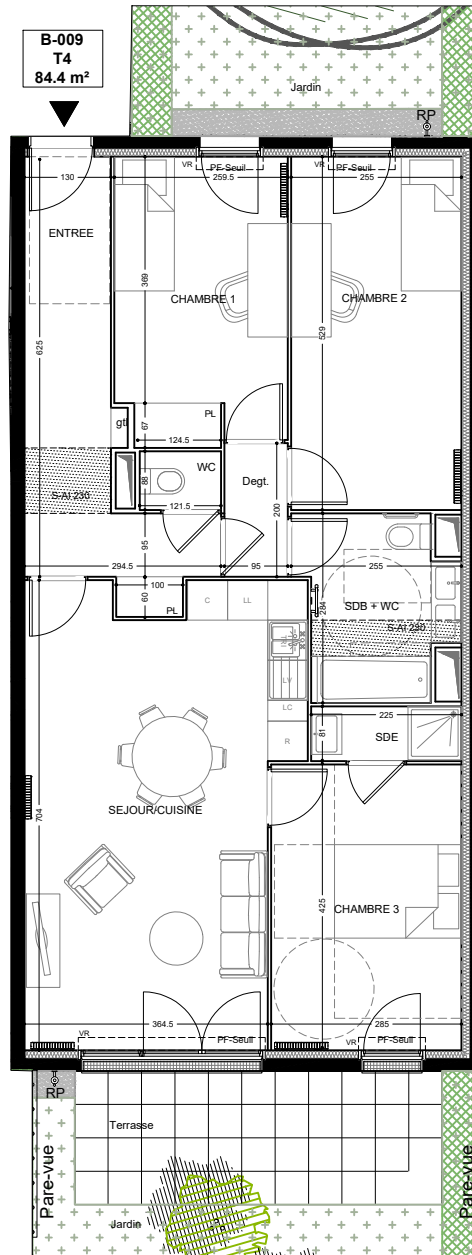 B-009
T4
84.4 m²
Jardin
RP
VR
PF-Seuil
VR
PF-Seuil
130
259.5
255
ENTREE
369
CHAMBRE 1
CHAMBRE 2
529
625
67
PL
gtl
124.5
WC
88
Degt.
S-Al 230
121.5
200
95
294.5
95
255
100
60
PL
C
LL
284
SDB + WC
S-Al 230
LV
LC
225
R
81
SDE
SEJOUR/CUISINE
704
425
CHAMBRE 3
VR
364.5
PF-Seuil
285
VR
PF-Seuil
RP
Terrasse
Pare-vue
Pare-vue
Jardin